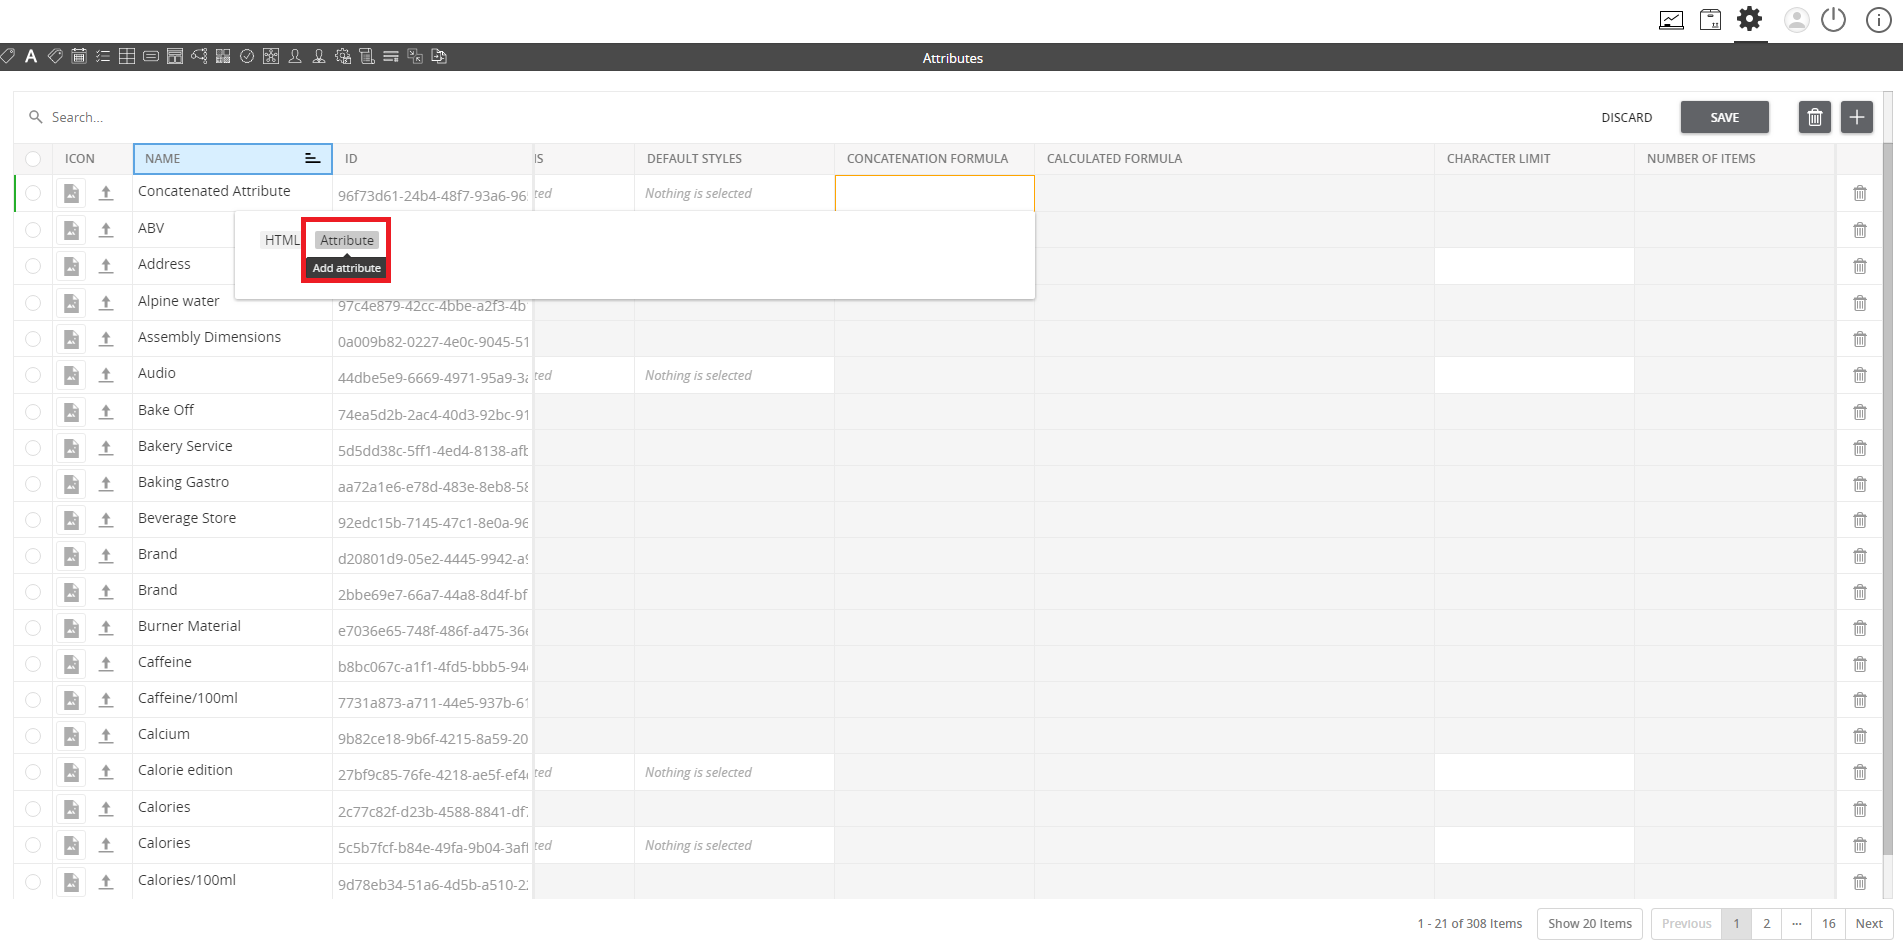 Attributes
Search...
DISCARD SAVE
ICON NAME ID IS DEFAULT STYLES CONCATENATION FORMULA CALCULATED FORMULA CHARACTER LIMIT NUMBER OF ITEMS
Concatenated Attribute 96f73d61-24b4-48f7-93a6-96 ted Nothing is selected
ABV
HTML Attribute
Address
Add attribute
Alpine water 97c4e879-42cc-4bbe-a2f3-4b
Assembly Dimensions 0a009b82-0227-4e0c-9045-51
Audio 44dbe5e9-6669-4971-95a9-3a ted Nothing is selected
Bake Off 74ea5d2b-2ac4-40d3-92bc-91
Bakery Service 5d5dd38c-5ff1-4ed4-8138-afb
Baking Gastro aa72a1e6-e78d-483e-8eb8-58
Beverage Store 92edc15b-7145-47c1-8e0a-96
Brand d20801d9-05e2-4445-9942-a9
Brand 2bbe69e7-66a7-44a8-8d4f-bf
Burner Material e7036e65-748f-486f-a475-36e
Caffeine b8bc067c-a1f1-4fd5-bbb5-94
Caffeine/100ml 7731a873-a711-44e5-937b-61
Calcium 9b82ce18-9b6f-4215-8a59-20
Calorie edition 27bf9c85-76fe-4218-ae5f-ef4 ted Nothing is selected
Calories 2c77c82f-d23b-4588-8841-df
Calories 5c5b7fcf-b84e-49fa-9b04-3aff ted Nothing is selected
Calories/100ml 9d78eb34-51a6-4d5b-a510-2
1 - 21 of 308 Items Show 20 Items Previous 1 2 ... 16 Next